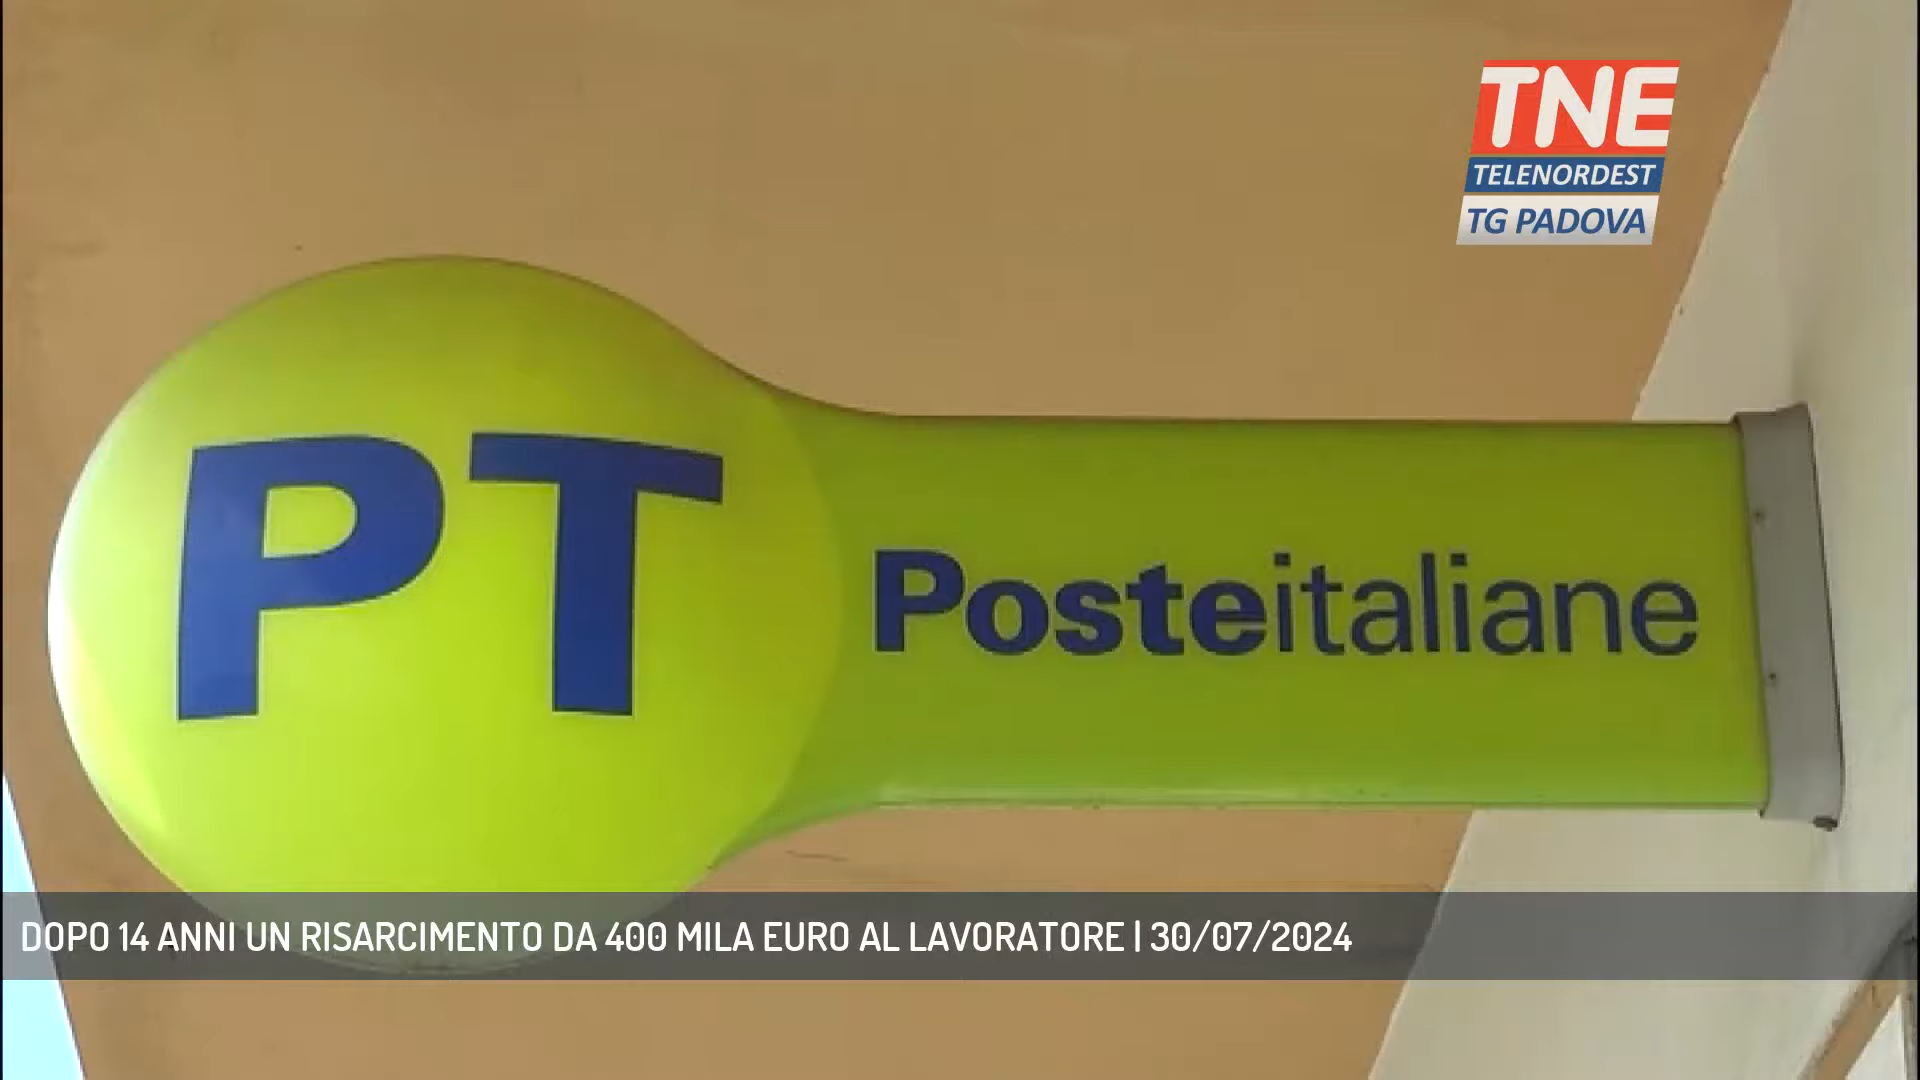 TNE
TELENORDEST
TG PADOVA
PT
Posteitaliane
DOPO 14 ANNI UN RISARCIMENTO DA 400 MILA EURO AL LAVORATORE | 30/07/2024